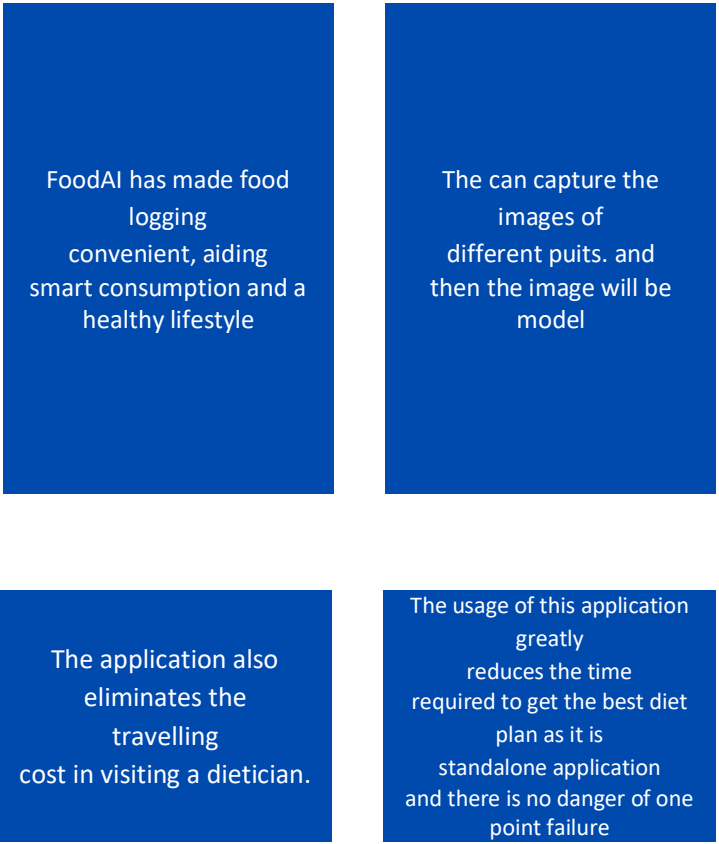 FoodAI has made food
logging
convenient, aiding
smart consumption and a
healthy lifestyle
The can capture the
images of
different puits. and
then the image will be
model
The application also
eliminates the
travelling
cost in visiting a dietician.
The usage of this application
greatly
reduces the time
required to get the best diet
plan as it is
standalone application
and there is no danger of one
point failure